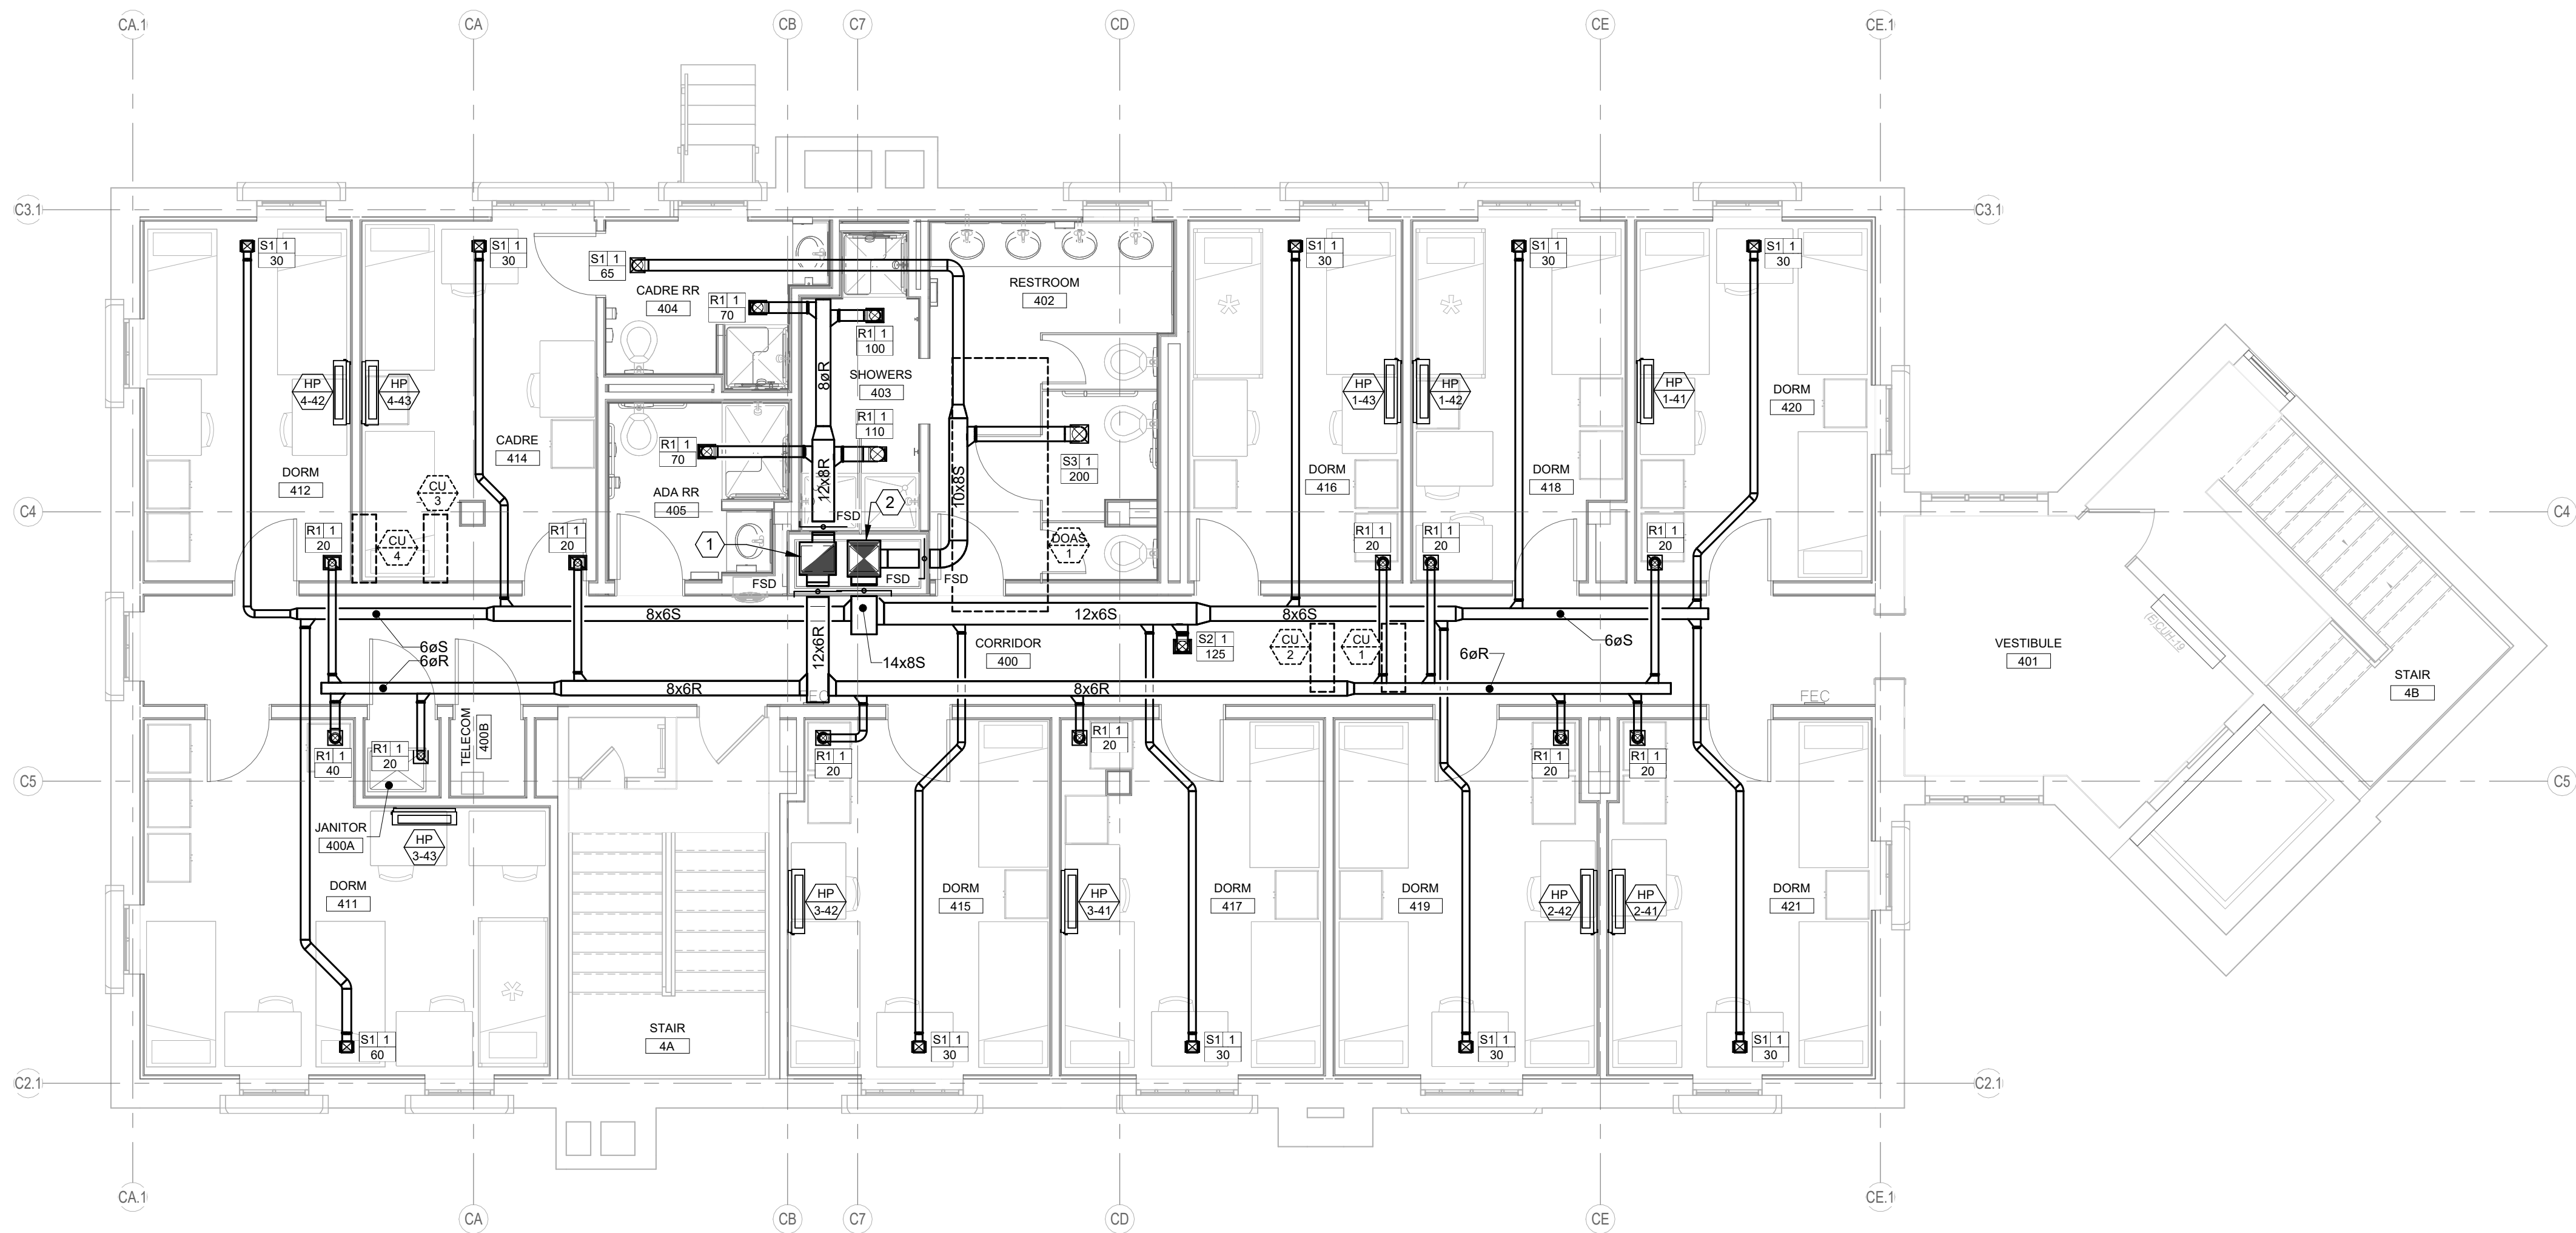 CA.1
CA
CB
C7
CD
CE
CE.1
C3.1
C3.1
S1 1
30
S1 1
30
S1 1
65
S1 1
30
S1 1
30
S1 1
30
CADRE RR
404
R1 1
70
RESTROOM
402
R1 1
100
8øR
SHOWERS
403
HP
4-42
HP
4-43
HP
1-43
HP
1-42
HP
1-41
DORM
420
R1 1
110
CADRE
414
R1 1
70
12x8R
10x8S
S3 1
200
DORM
412
CU
3
DORM
416
DORM
418
ADA RR
405
C4
C4
FSD
2
R1 1
20
CU
4
R1 1
20
1
DOAS
1
R1 1
20
R1 1
20
R1 1
20
FSD
FSD
FSD
8x6S
12x6S
8x6S
6øS
6øR
12x6R
14x8S
CORRIDOR
400
S2 1
125
CU
2
CU
1
6øR
6øS
VESTIBULE
401
(E)CUH-19
STAIR
4B
8x6R
8x6R
FEC
FEC
TELECOM
400B
R1 1
40
R1 1
20
R1 1
20
R1 1
20
R1 1
20
R1 1
20
C5
C5
JANITOR
400A
HP
3-43
DORM
411
HP
3-42
DORM
415
HP
3-41
DORM
417
DORM
419
HP
2-42
HP
2-41
DORM
421
STAIR
4A
S1 1
60
S1 1
30
S1 1
30
S1 1
30
S1 1
30
C2.1
C2.1
CA.1
CA
CB
C7
CD
CE
CE.1